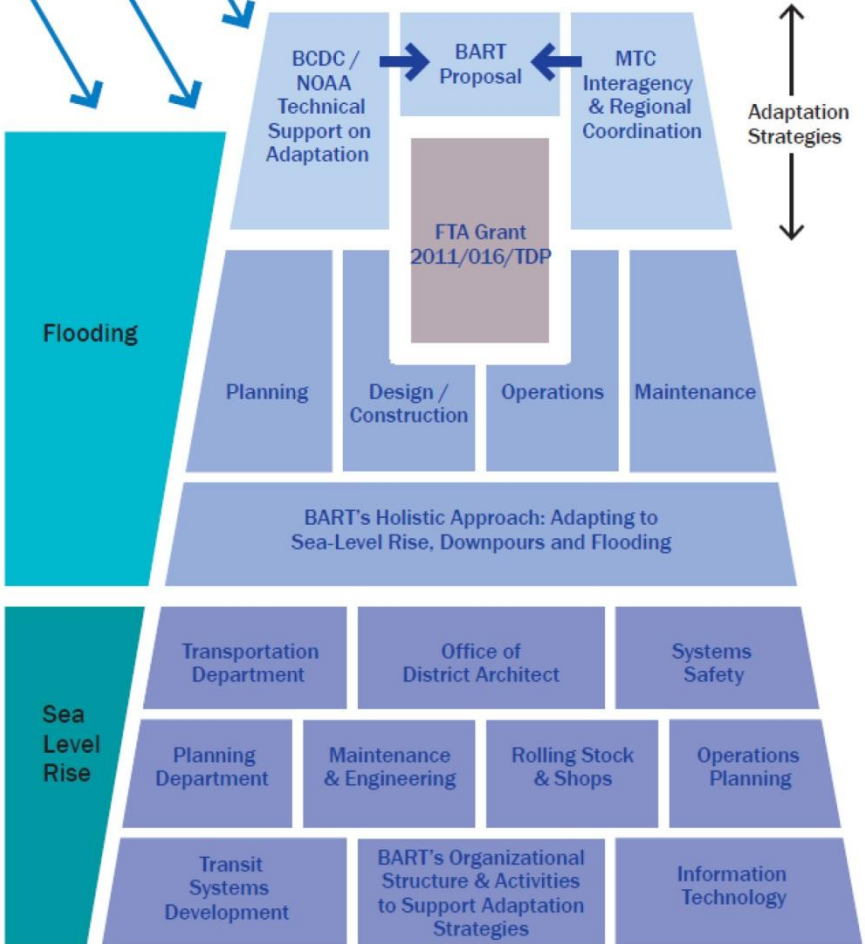 BCDC /
NOAA
Technical
Support on
Adaptation
BART
Proposal
MTC
Interagency
& Regional
Coordination
Adaptation
Strategies
FTA Grant
2011/016/TDP
Flooding
Planning
Design /
Construction
Operations
Maintenance
BART's Holistic Approach: Adapting to
Sea-Level Rise, Downpours and Flooding
Sea
Level
Rise
Transportation
Department
Office of
District Architect
Systems
Safety
Planning
Department
Maintenance
& Engineering
Rolling Stock
& Shops
Operations
Planning
Transit
Systems
Development
BART's Organizational
Structure & Activities
to Support Adaptation
Strategies
Information
Technology